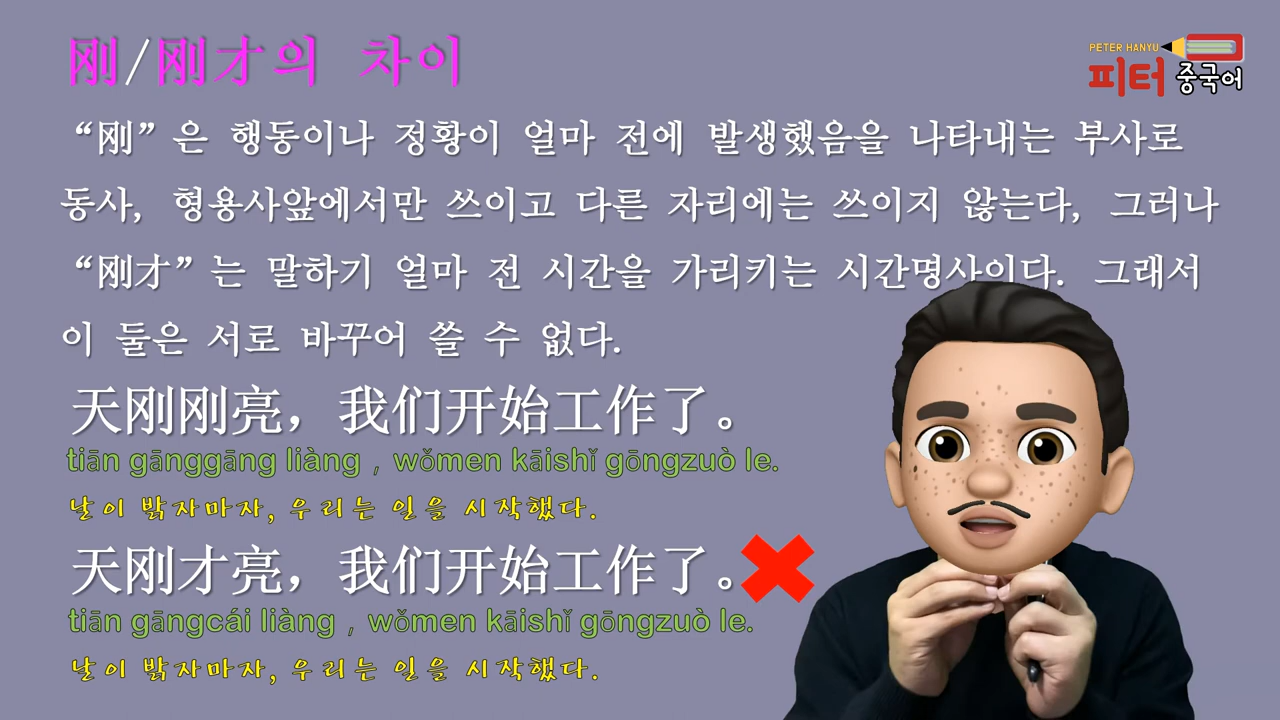 刚/刚才의 차이
PETER HANYU
피터 중국어
“刚”은 행동이나 정황이 얼마 전에 발생했음을 나타내는 부사로
동사, 형용사앞에서만 쓰이고 다른 자리에는 쓰이지 않는다, 그러나
“刚才”는 말하기 얼마 전 시간을 가리키는 시간명사이다. 그래서
이 둘은 서로 바꾸어 쓸 수 없다.
天刚刚亮，我们开始工作了。
tiān gānggāng liàng，wǒmen kāishǐ gōngzuò le.
날이 밝자마자, 우리는 일을 시작했다.
天刚才亮，我们开始工作了。
tiān gāngcái liàng，wǒmen kāishǐ gōngzuò le.
날이 밝자마자, 우리는 일을 시작했다.